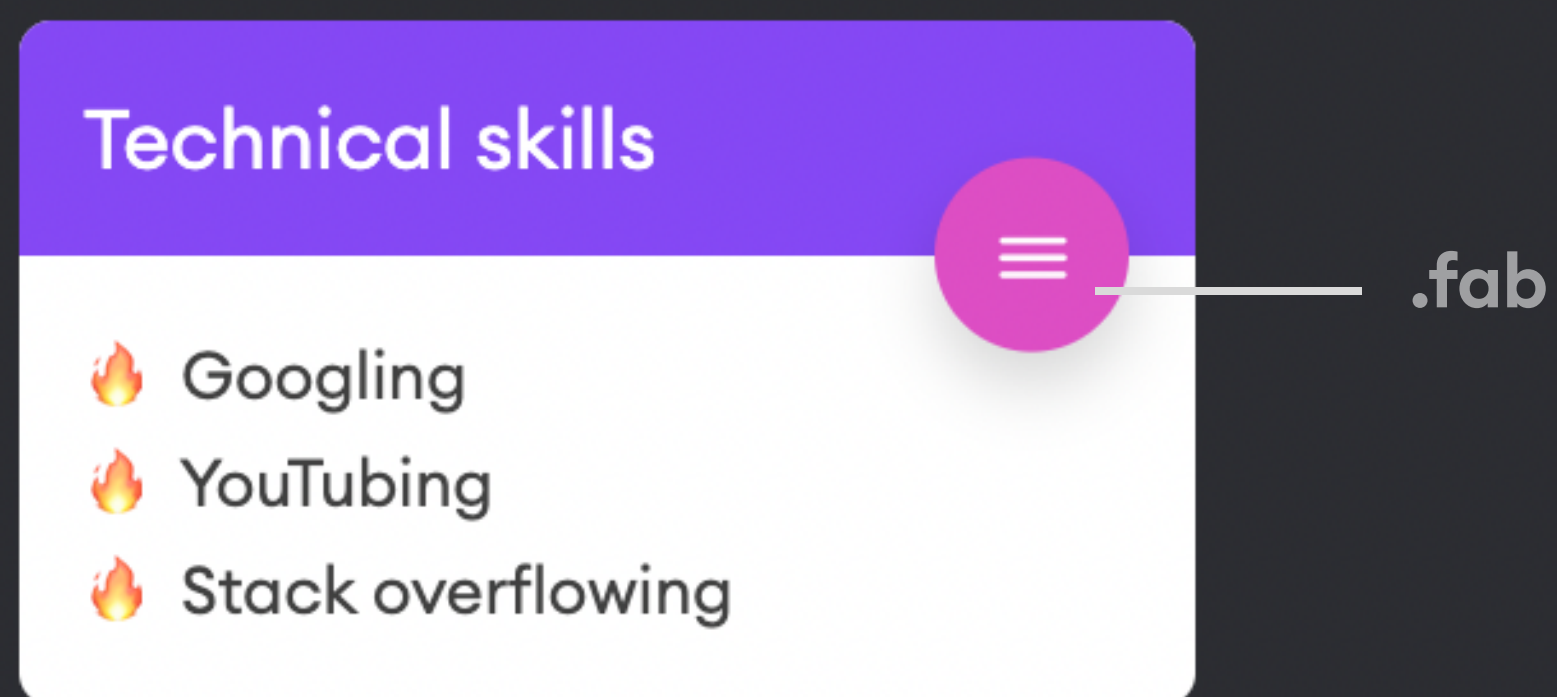 Technical skills
.fab
Googling
YouTubing
Stack overflowing